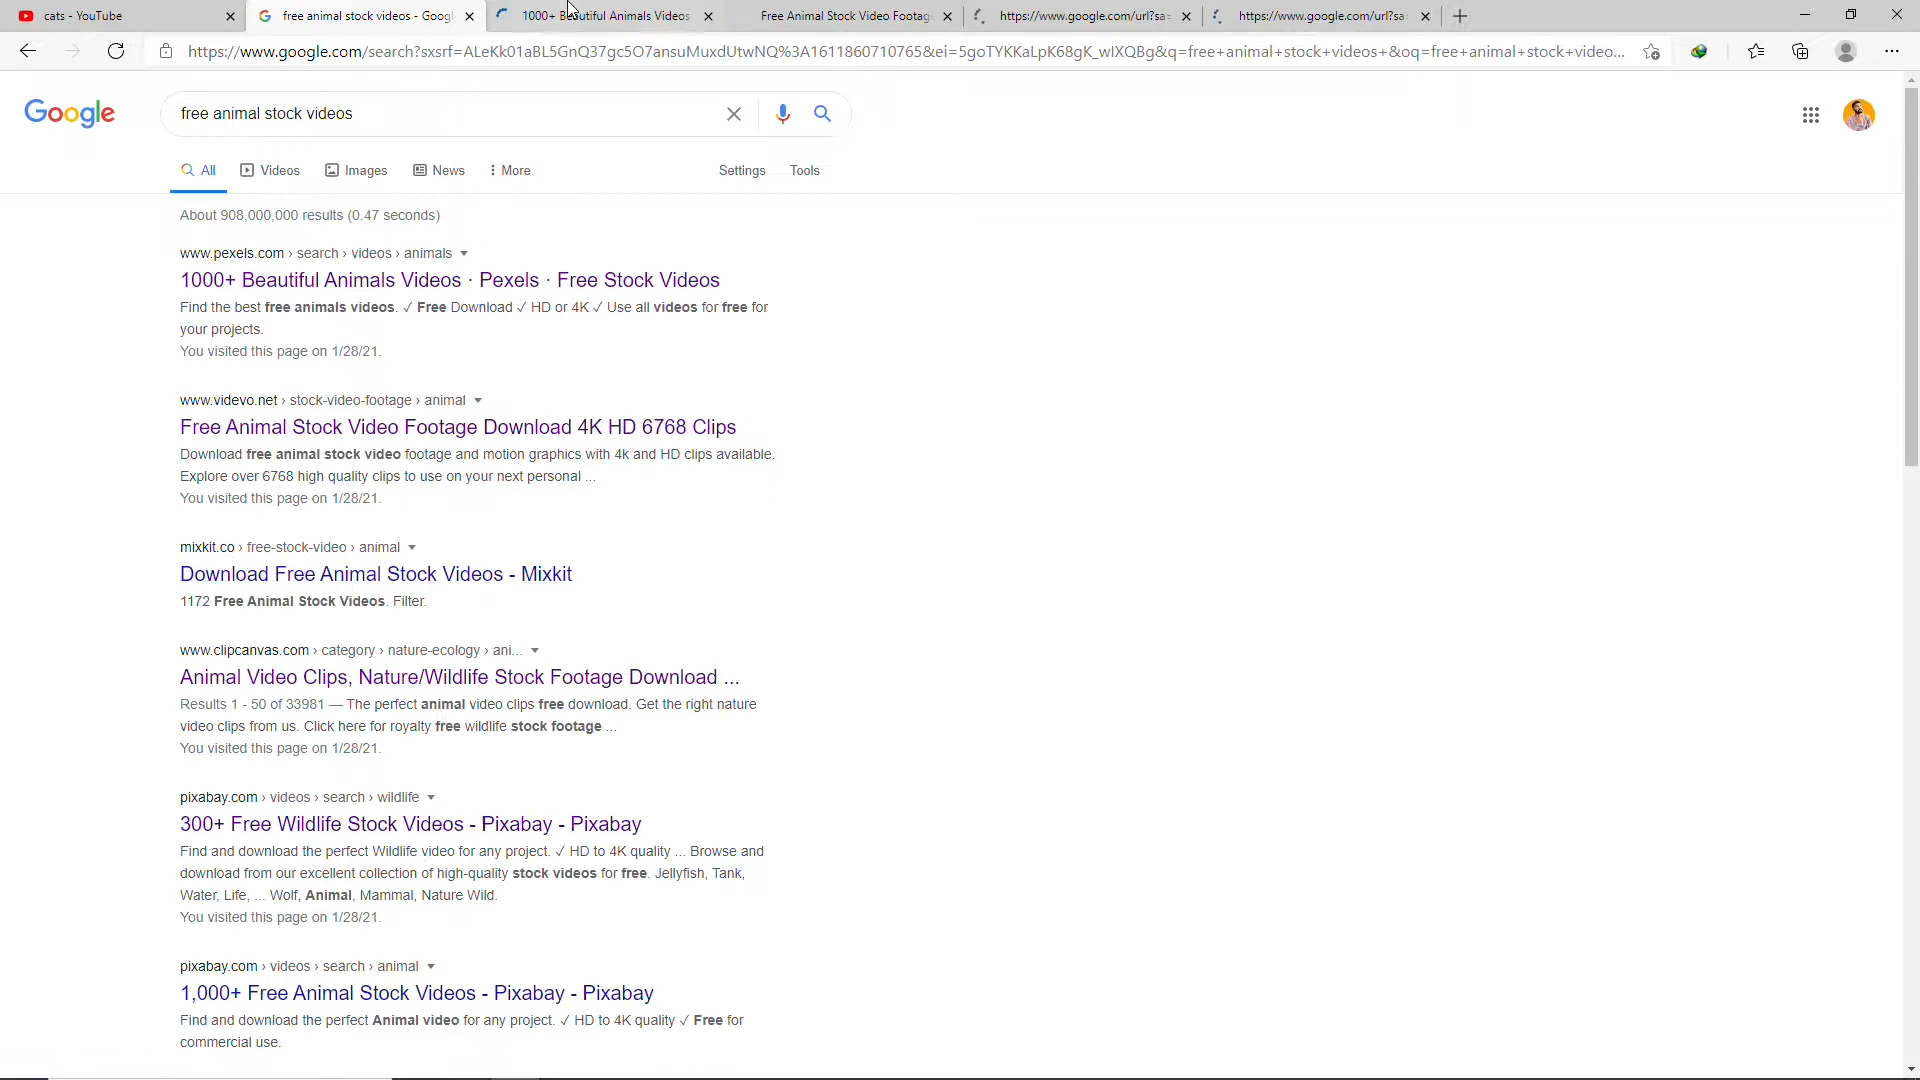 cats - YouTube
free animal stock videos - Goog
1000+ Beautiful Animals Videos
Free Animal Stock Video Footag
https://www.google.com/url?sa=
https://www.google.com/url?sa=
https://www.google.com/search?sxsrf=ALeKk01aBL5GnQ37gc5O7ansuMuxdUtwNQ%3A1611860710765&ei=5goTYKKaLpK68gK_wIXQBg&q=free+animal+stock+videos+&oq=free+animal+stock+video...
Google
free animal stock videos
All
Videos
Images
News
More
Settings
Tools
About 908,000,000 results (0.47 seconds)
www.pexels.com › search › videos › animals
1000+ Beautiful Animals Videos · Pexels · Free Stock Videos
Find the best free animals videos. ✓ Free Download ✓ HD or 4K ✓ Use all videos for free for
your projects.
You visited this page on 1/28/21.
www.videvo.net › stock-video-footage › animal
Free Animal Stock Video Footage Download 4K HD 6768 Clips
Download free animal stock video footage and motion graphics with 4k and HD clips available.
Explore over 6768 high quality clips to use on your next personal ...
You visited this page on 1/28/21.
mixkit.co › free-stock-video › animal
Download Free Animal Stock Videos - Mixkit
1172 Free Animal Stock Videos. Filter.
www.clipcanvas.com › category › nature-ecology › ani...
Animal Video Clips, Nature/Wildlife Stock Footage Download ...
Results 1 - 50 of 33981 — The perfect animal video clips free download. Get the right nature
video clips from us. Click here for royalty free wildlife stock footage ...
You visited this page on 1/28/21.
pixabay.com › videos › search › wildlife
300+ Free Wildlife Stock Videos - Pixabay - Pixabay
Find and download the perfect Wildlife video for any project. ✓ HD to 4K quality ... Browse and
download from our excellent collection of high-quality stock videos for free. Jellyfish, Tank,
Water, Life, ... Wolf, Animal, Mammal, Nature Wild.
You visited this page on 1/28/21.
pixabay.com › videos › search › animal
1,000+ Free Animal Stock Videos - Pixabay - Pixabay
Find and download the perfect Animal video for any project. ✓ HD to 4K quality ✓ Free for
commercial use.